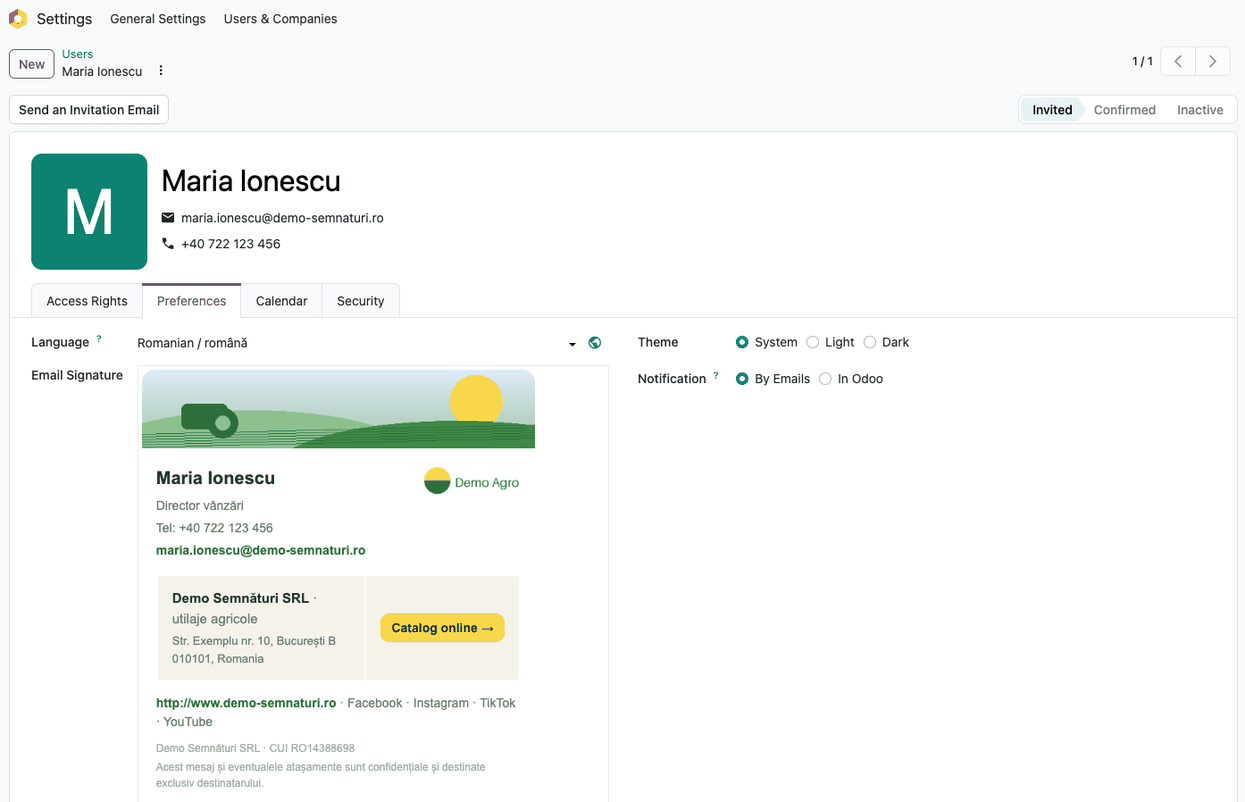 Settings General Settings Users & Companies
New
Users
Maria Ionescu
1 / 1
Send an Invitation Email
Invited Confirmed Inactive
M
Maria Ionescu
maria.ionescu@demo-semnaturi.ro
+40 722 123 456
Access Rights Preferences Calendar Security
Language ?
Romanian / română
Theme
System Light Dark
Email Signature
Notification ?
By Emails In Odoo
Maria Ionescu
Demo Agro
Director vânzări
Tel: +40 722 123 456
maria.ionescu@demo-semnaturi.ro
Demo Semnături SRL ·
utilaje agricole
Str. Exemplu nr. 10, București B
010101, Romania
Catalog online →
http://www.demo-semnaturi.ro · Facebook · Instagram · TikTok
· YouTube
Demo Semnături SRL · CUI RO14388698
Acest mesaj și eventualele atașamente sunt confidențiale și destinate
exclusiv destinatarului.